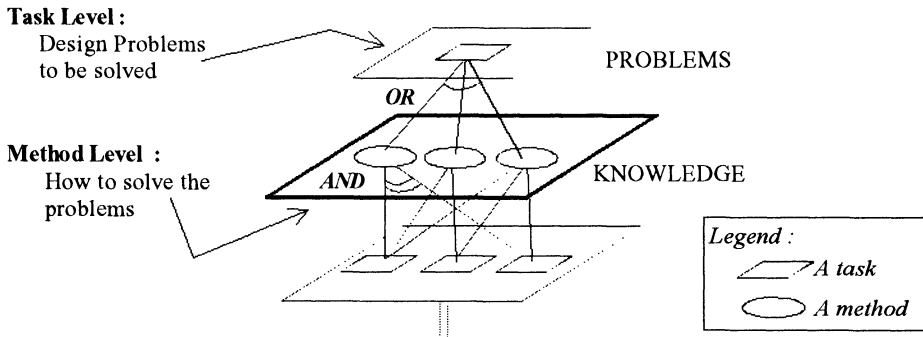 Task Level :
Design Problems
to be solved
PROBLEMS
OR
Method Level :
How to solve the
problems
AND
KNOWLEDGE
Legend :
A task
A method